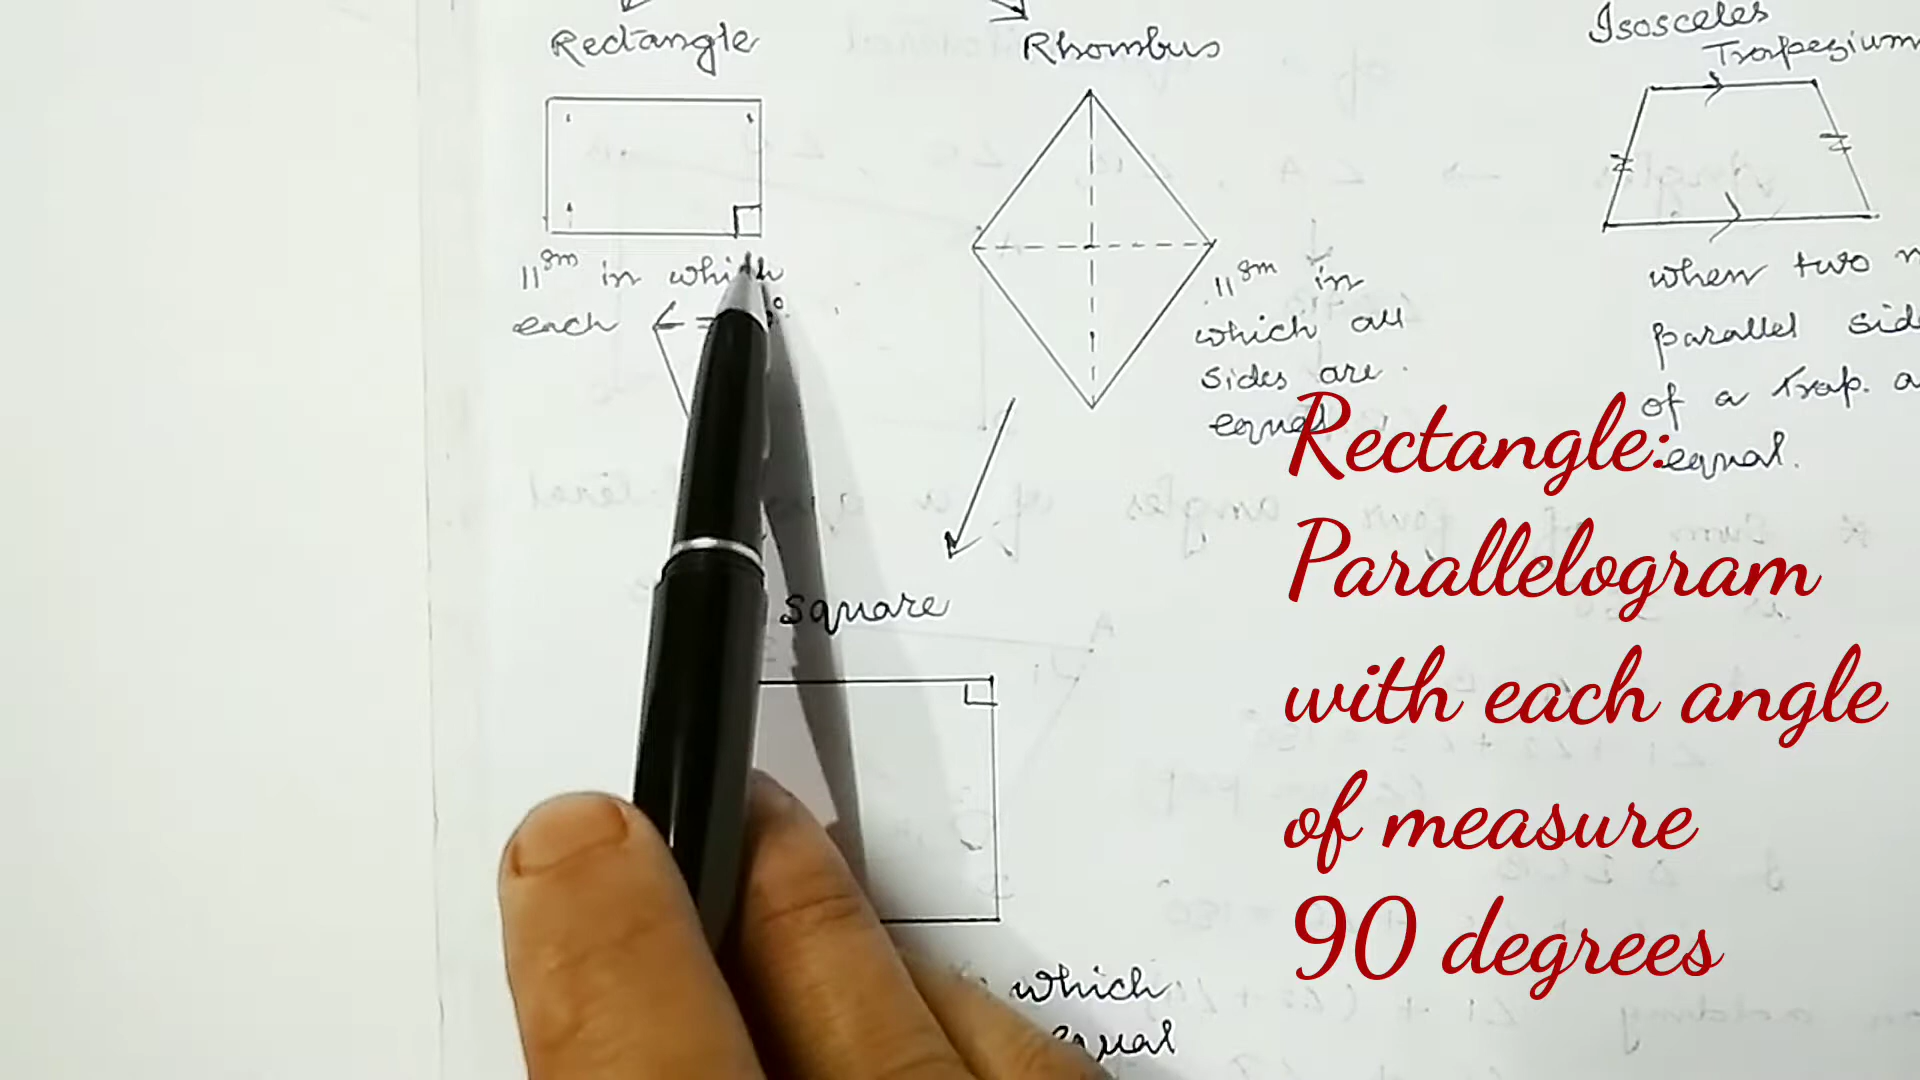 Rectangle
Rhombus
Isosceles
Trapezium
11gm in which
each
11gm in
which all
sides are
equal
when two
parallel
of a Trap.
equal.
Square
which
Rectangle:
Parallelogram
with each angle
of measure
90 degrees